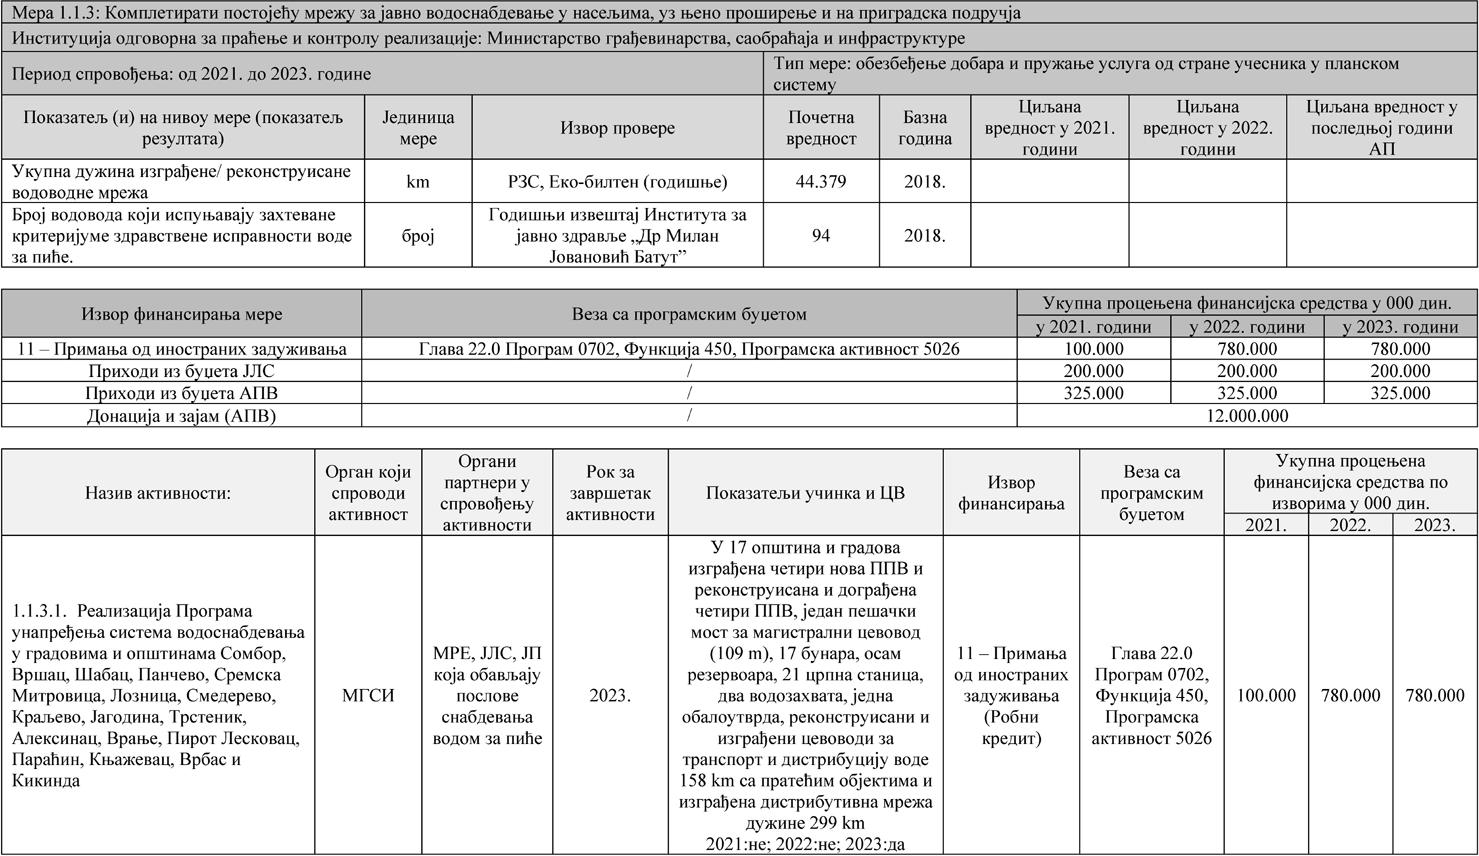 Мера 1.1.3: Комплетирати постојећу мрежу за јавно водоснабдевање у насељима, уз њено проширење и на приградска подручја
Институција одговорна за праћење и контролу реализације: Министарство грађевинарства, саобраћаја и инфраструктуре
Период спровођења: од 2021. до 2023. године
Тип мере: обезбеђење добара и пружање услуга од стране учесника у планском
систему
Показатељ (и) на нивоу мере (показатељ
резултата)
Јединица
мере
Извор провере
Почетна
вредност
Базна
година
Циљана
вредност у 2021.
години
Циљана
вредност у 2022.
години
Циљана вредност у
последњој години
АП
Укупна дужина изграђене/ реконструисане
водоводне мрежа
km
РЗС, Еко-билтен (годишње)
44.379
2018.
Број водовода који испуњавају захтеване
критеријуме здравствене исправности воде
за пиће.
број
Годишњи извештај Института за
јавно здравље „Др Милан
Јовановић Батут”
94
2018.
Извор финансирања мере
Веза са програмским буџетом
Укупна процењена финансијска средства у 000 дин.
у 2021. години
у 2022. години
у 2023. години
11 – Примања од иностраних задуживања
Глава 22.0 Програм 0702, Функција 450, Програмска активност 5026
100.000
780.000
780.000
Приходи из буџета ЈЛС
/
200.000
200.000
200.000
Приходи из буџета АПВ
/
325.000
325.000
325.000
Донација и зајам (АПВ)
/
12.000.000
Назив активности:
Орган који
спроводи
активност
Органи
партнери у
спровођењу
активности
Рок за
завршетак
активности
Показатељи учинка и ЦВ
Извор
финансирања
Веза са
програмским
буџетом
Укупна процењена
финансијска средства по
изворима у 000 дин.
2021.
2022.
2023.
1.1.3.1. Реализација Програма
унапређења система водоснабдевања
у градовима и општинама Сомбор,
Вршац, Шабац, Панчево, Сремска
Митровица, Лозница, Смедерево,
Краљево, Јагодина, Трстеник,
Алексинац, Врање, Пирот Лесковац,
Параћин, Књажевац, Врбас и
Кикинда
МГСИ
МРЕ, ЈЛС, ЈП
која обављају
послове
снабдевања
водом за пиће
2023.
У 17 општина и градова
изграђена четири нова ППВ и
реконструисана и дограђена
четири ППВ, један пешачки
мост за магистрални цевовод
(109 m), 17 бунара, осам
резервоара, 21 црпна станица,
два водозахвата, једна
обалоутврда, реконструисани и
изграђени цевоводи за
транспорт и дистрибуцију воде
158 km са пратећим објектима и
изграђена дистрибутивна мрежа
дужине 299 km
2021:не; 2022:не; 2023:да
11 – Примања
од иностраних
задуживања
(Робни
кредит)
Глава 22.0
Програм 0702,
Функција 450,
Програмска
активност 5026
100.000
780.000
780.000